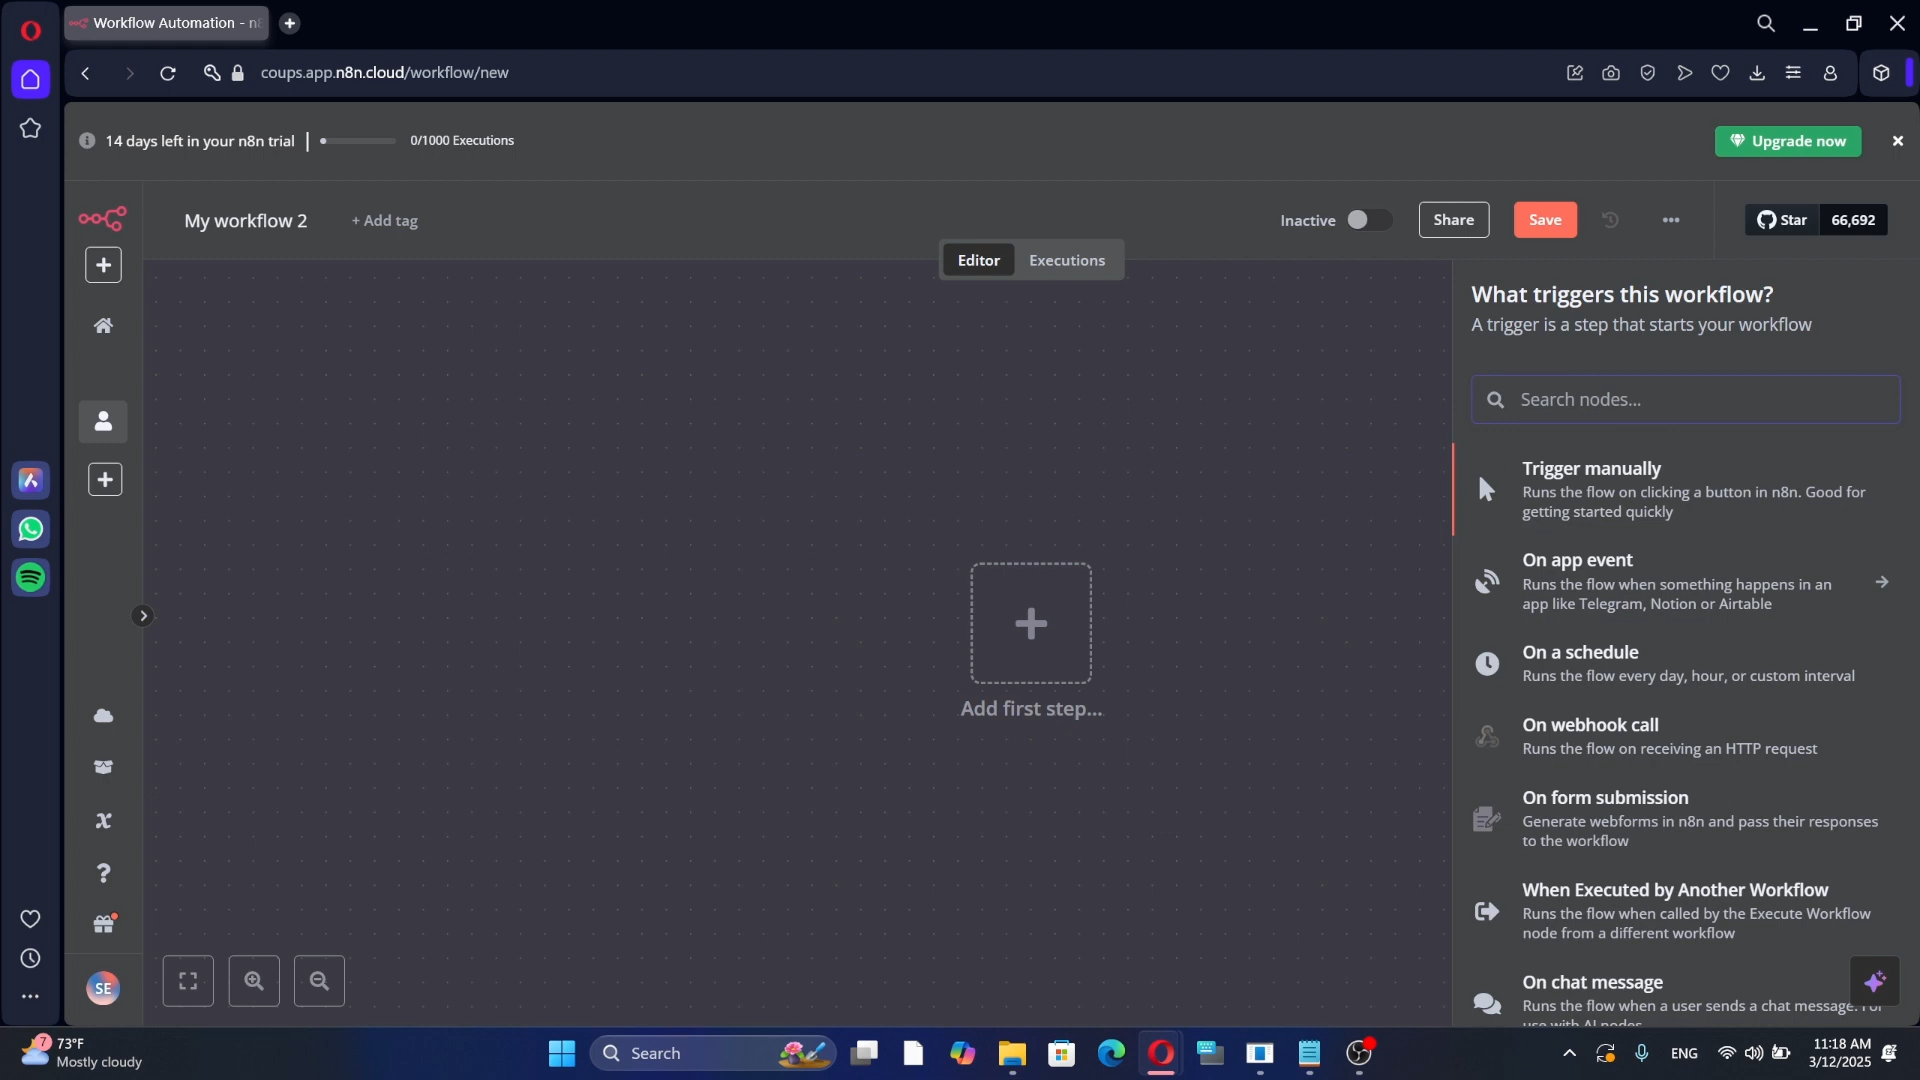 Workflow Automation - n8
coups.app.n8n.cloud/workflow/new
14 days left in your n8n trial
0/1000 Executions
Upgrade now
My workflow 2
+ Add tag
Inactive
Share
Save
Star
66,692
Editor
Executions
What triggers this workflow?
A trigger is a step that starts your workflow
Search nodes...
Trigger manually
Runs the flow on clicking a button in n8n. Good for
getting started quickly
On app event
Runs the flow when something happens in an
app like Telegram, Notion or Airtable
On a schedule
Runs the flow every day, hour, or custom interval
On webhook call
Runs the flow on receiving an HTTP request
On form submission
Generate webforms in n8n and pass their responses
to the workflow
When Executed by Another Workflow
Runs the flow when called by the Execute Workflow
node from a different workflow
On chat message
Runs the flow when a user sends a chat message. For
use with AI nodes
Add first step...
SE
7
73°F
Mostly cloudy
Search
ENG
11:18 AM
3/12/2025